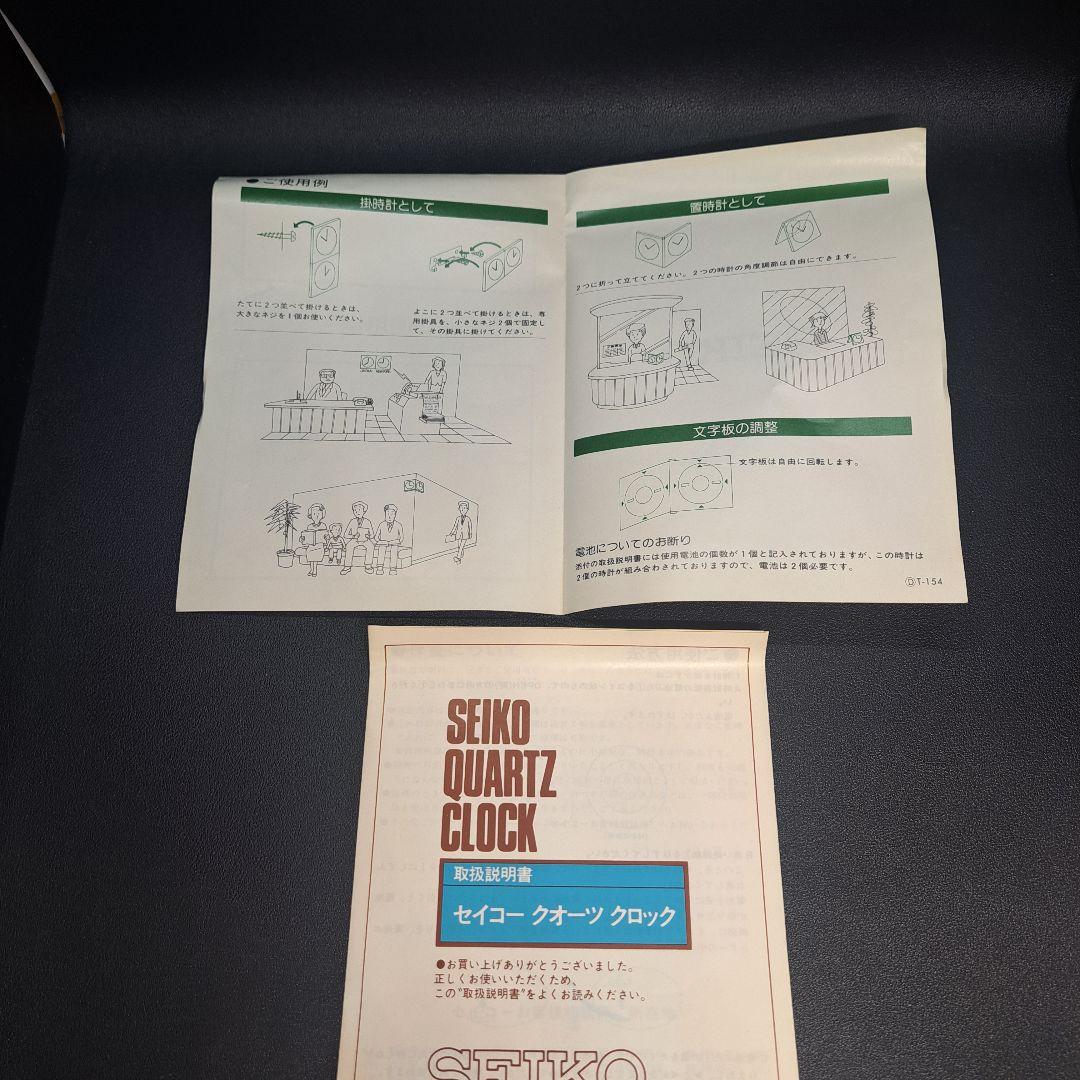 ●ご使用例
掛時計として
たてに2つ並べて掛けるときは、
大きなネジを1個お使いください。
よこに2つ並べて掛けるときは、専
用掛具を、小さなネジ2個で固定し
て、その掛具に掛けてください。
置時計として
2つに折って立ててください。2つの時計の角度調節は自由にできます。
文字板の調整
文字板は自由に回転します。
電池についてのお断り
添付の取扱説明書には使用電池の個数が1個と記入されておりますが、この時計は
2個の時計が組み合わされておりますので、電池は2個必要です。
ⒹT-154
SEIKO
QUARTZ
CLOCK
取扱説明書
セイコー クオーツ クロック
●お買い上げありがとうございました。
正しくお使いいただくため、
この"取扱説明書"をよくお読みください。
SEIKO